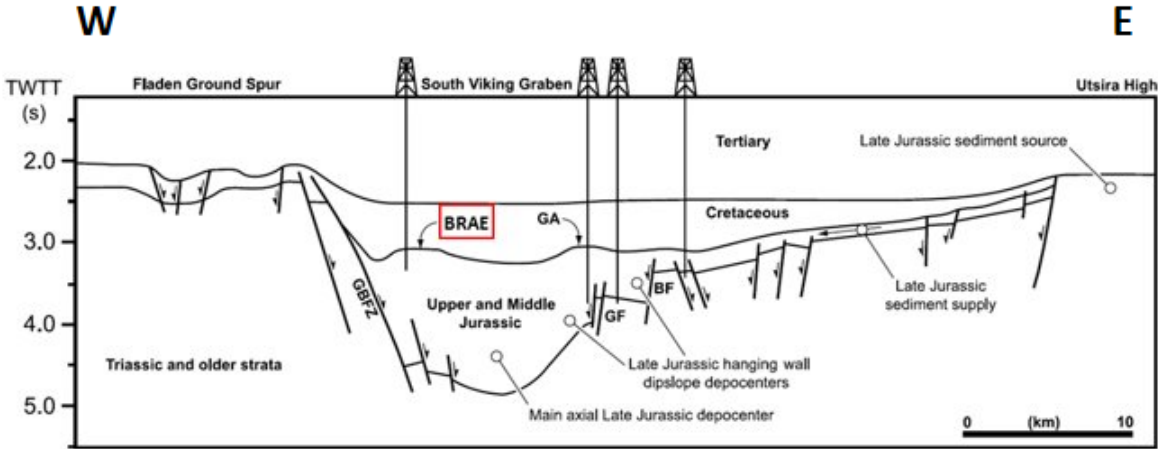 W
E
TWTT
(s)
Fladen Ground Spur
South Viking Graben
Utsira High
2.0
3.0
4.0
5.0
Tertiary
Late Jurassic sediment source
Cretaceous
BRAE
GA
GBFZ
Upper and Middle
Jurassic
GF
BF
Late Jurassic
sediment supply
Triassic and older strata
Late Jurassic hanging wall
dipslope depocenters
Main axial Late Jurassic depocenter
0 (km) 10